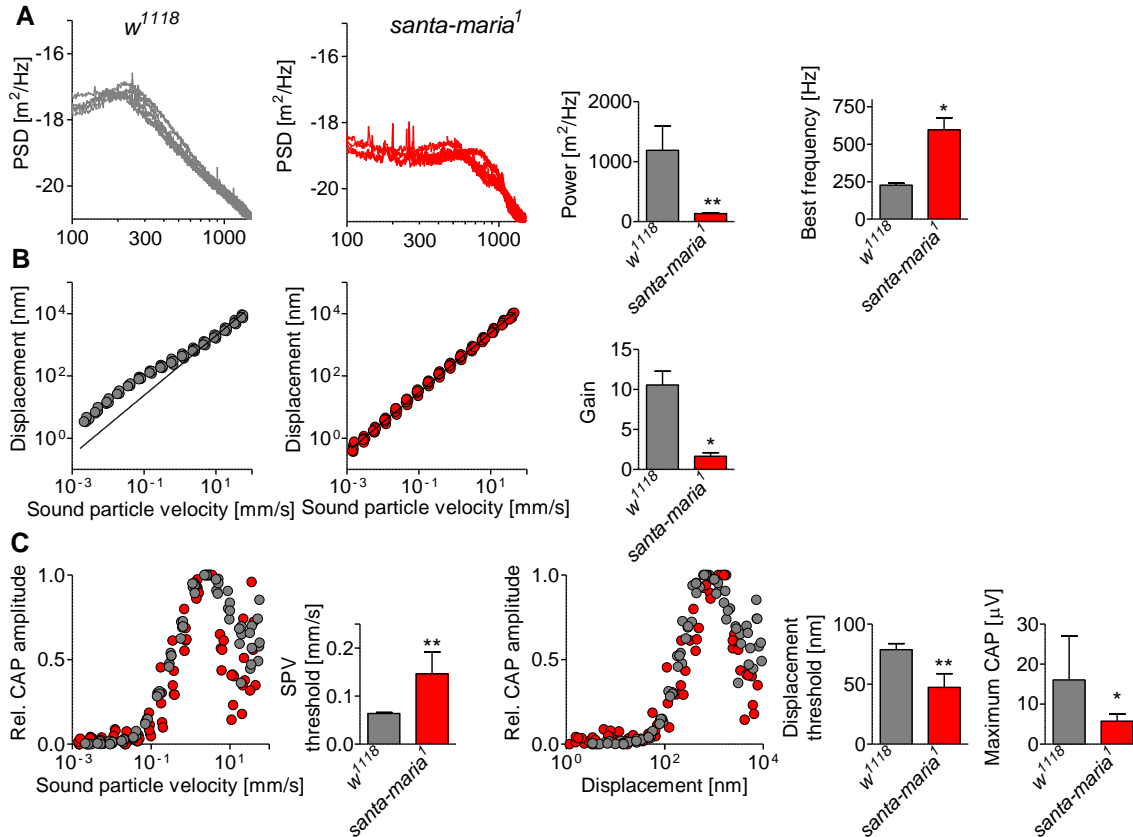 A
w1118
santa-maria1
PSD [m2/Hz]
-16
-18
-20
100
300
1000
PSD [m2/Hz]
-16
-18
-20
100
300
1000
Power [m2/Hz]
2000
1000
0
**
w1118
santa-maria1
Best frequency [Hz]
750
500
250
0
*
w1118
santa-maria1
B
Displacement [nm]
104
102
100
10-3
10-1
101
Sound particle velocity [mm/s]
Displacement [nm]
104
102
100
10-3
10-1
101
Sound particle velocity [mm/s]
Gain
15
10
5
0
*
w1118
santa-maria1
C
Rel. CAP amplitude
1.0
0.5
0.0
10-3
10-2
10-1
100
101
102
Sound particle velocity [mm/s]
SPV
threshold [mm/s]
0.2
0.1
0.0
**
w1118
santa-maria1
Rel. CAP amplitude
1.0
0.5
0.0
100
102
103
104
Displacement [nm]
Displacement
threshold [nm]
100
50
0
**
w1118
santa-maria1
Maximum CAP [μV]
30
20
10
0
*
w1118
santa-maria1